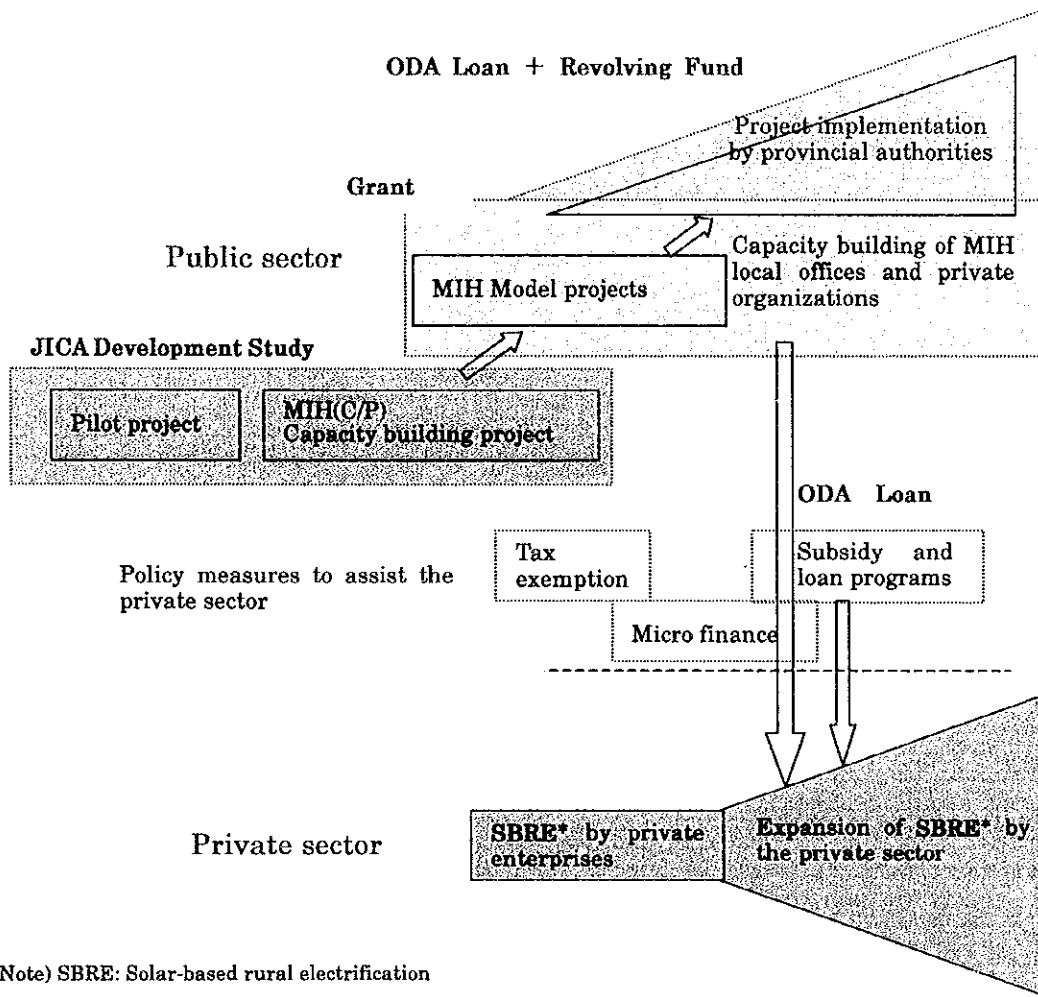 ODA Loan + Revolving Fund
Project implementation
by provincial authorities
Grant
Public sector
Capacity building of MIH
local offices and private
organizations
MIH Model projects
JICA Development Study
Pilot project
MIH(C/P)
Capacity building project
ODA Loan
Policy measures to assist the
private sector
Tax
exemption
Subsidy and
loan programs
Micro finance
Private sector
SBRE* by private
enterprises
Expansion of SBRE* by
the private sector
Note) SBRE: Solar-based rural electrification